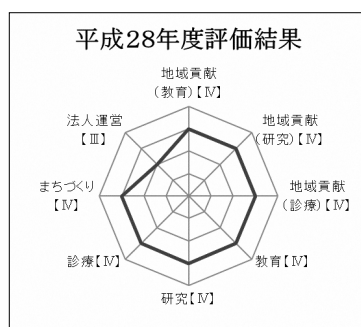 平成28年度評価結果
地域貢献
(教育)【Ⅳ】
地域貢献
(研究)【Ⅳ】
地域貢献
(診療)【Ⅳ】
教育【Ⅳ】
研究【Ⅳ】
診療【Ⅳ】
まちづくり
【Ⅳ】
法人運営
【Ⅲ】